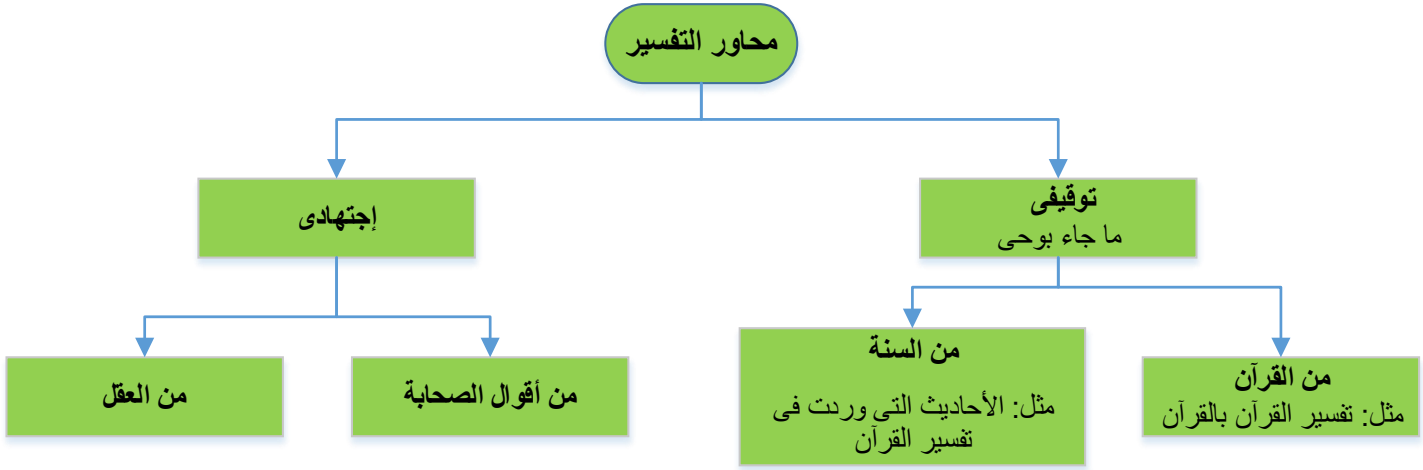 محاور التفسير
توقيفى
ما جاء بوحى
إجتهادى
من القرآن
مثل: تفسير القرآن بالقرآن
من السنة
مثل: الأحاديث التى وردت فى
تفسير القرآن
من أقوال الصحابة
من العقل